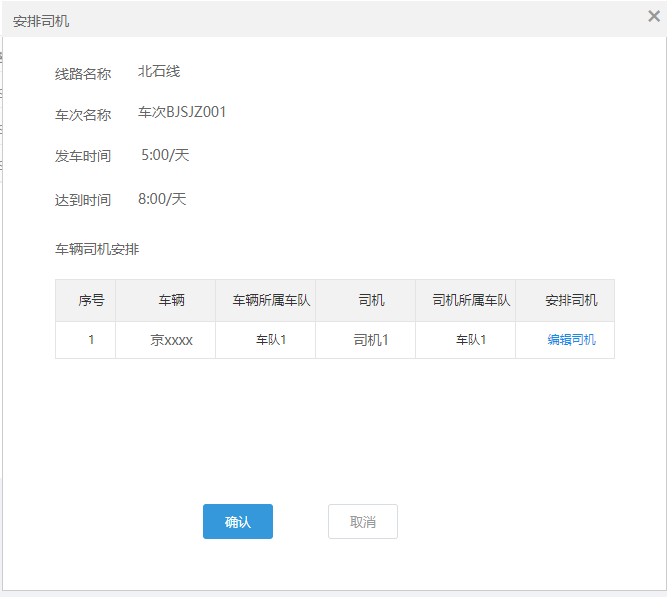 安排司机
线路名称 北石线
车次名称 车次BJSJZ001
发车时间 5:00/天
达到时间 8:00/天
车辆司机安排
序号 车辆 车辆所属车队 司机 司机所属车队 安排司机
1 京xxxx 车队1 司机1 车队1 编辑司机
确认 取消